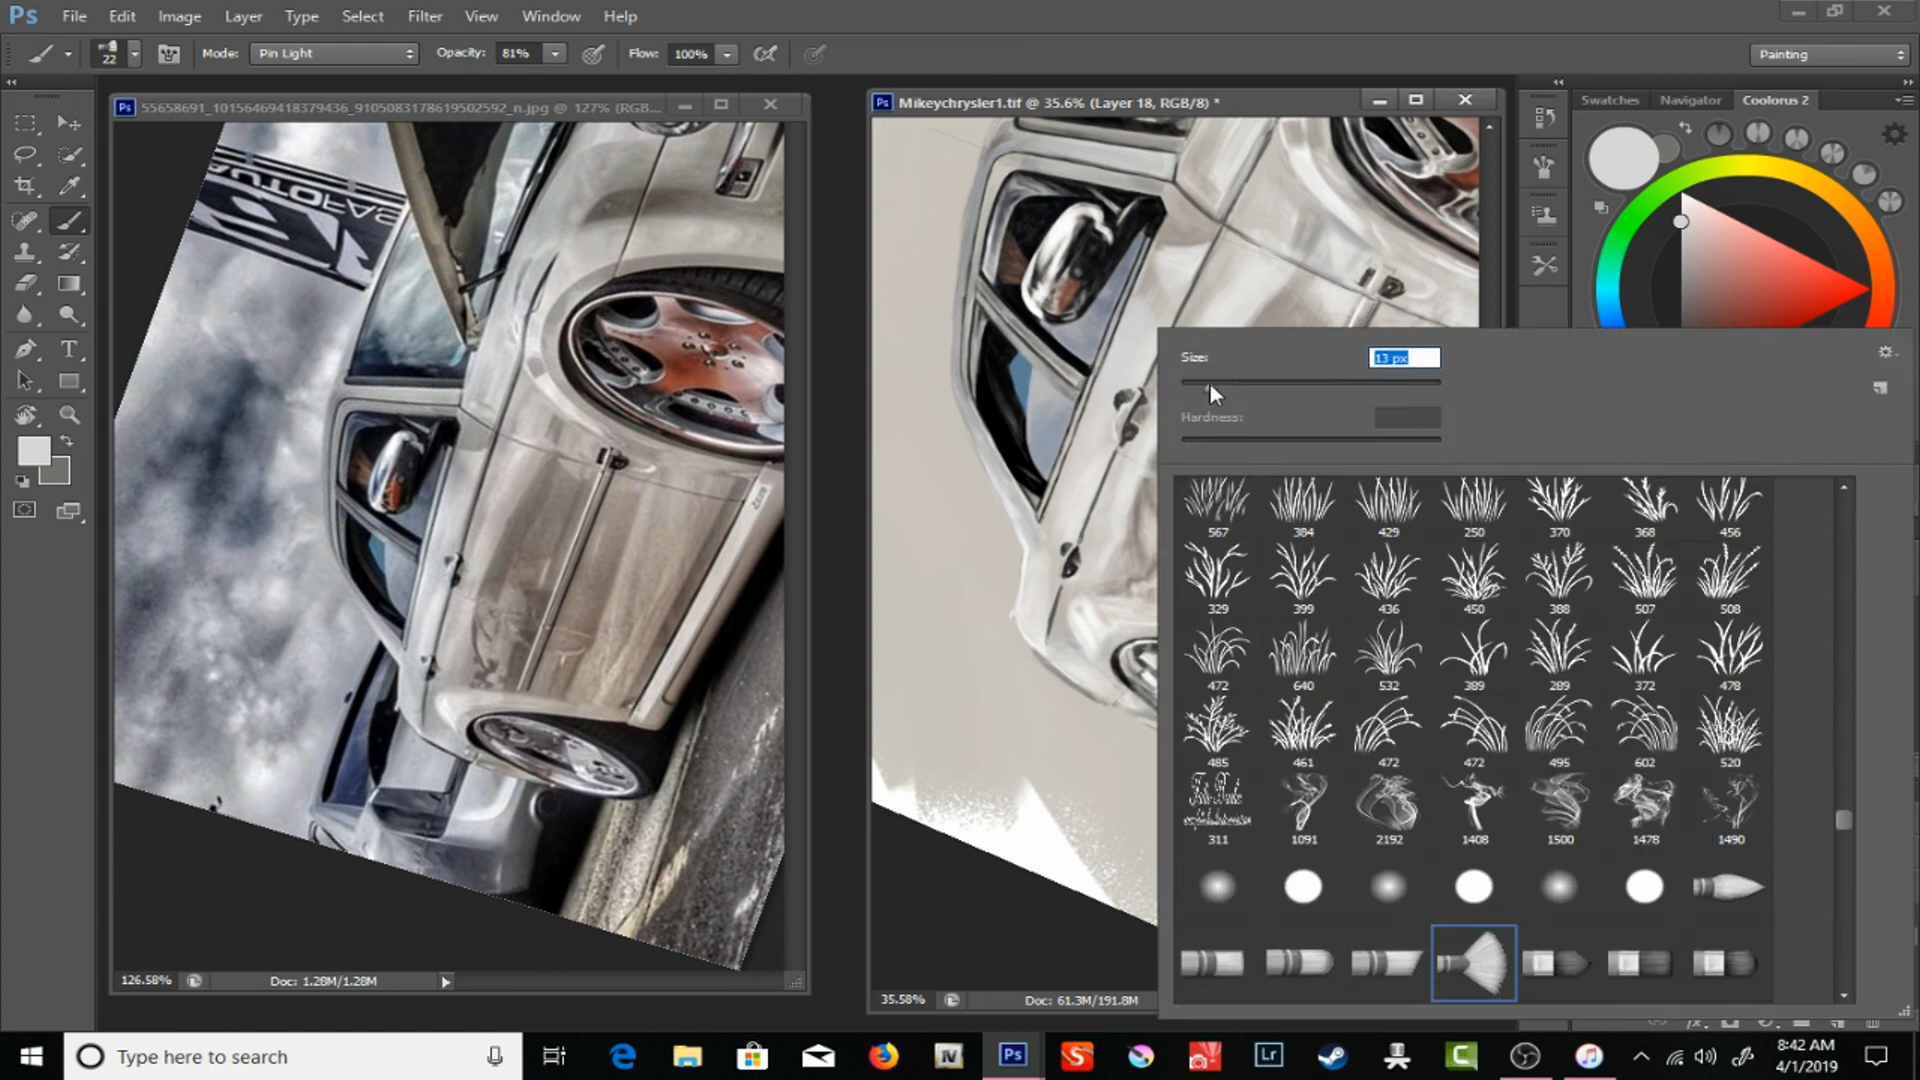 Ps File Edit Image Layer Type Select Filter View Window Help
22 Mode: Pin Light Opacity: 81% Flow: 100% Painting
Ps 55658691_10156469418379436_9105083178619502592_n.jpg @ 127% (RGB...
Ps Mikeychrysler1.tif @ 35.6% (Layer 18, RGB/8) *
Swatches Navigator Coolorus 2
Size: 13 px
Hardness:
567 384 429 250 370 368 456
329 399 436 450 388 507 508
472 640 532 389 289 372 478
485 461 472 472 495 602 520
311 1091 2192 1408 1500 1478 1490
126.58% Doc: 1.28M/1.28M
35.58% Doc: 61.3M/191.8M
Type here to search
Ps
Lr
8:42 AM
4/1/2019